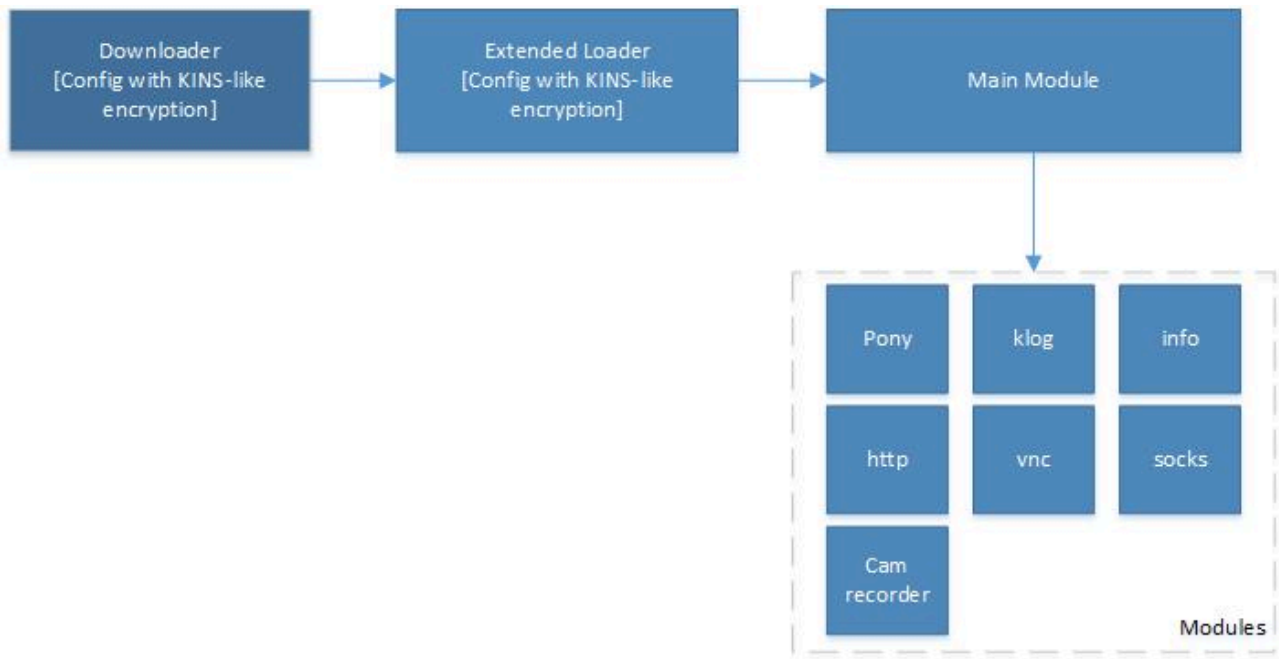 Downloader
[Config with KINS-like
encryption]
Extended Loader
[Config with KINS-like
encryption]
Main Module
Pony
klog
info
http
vnc
socks
Cam
recorder
Modules